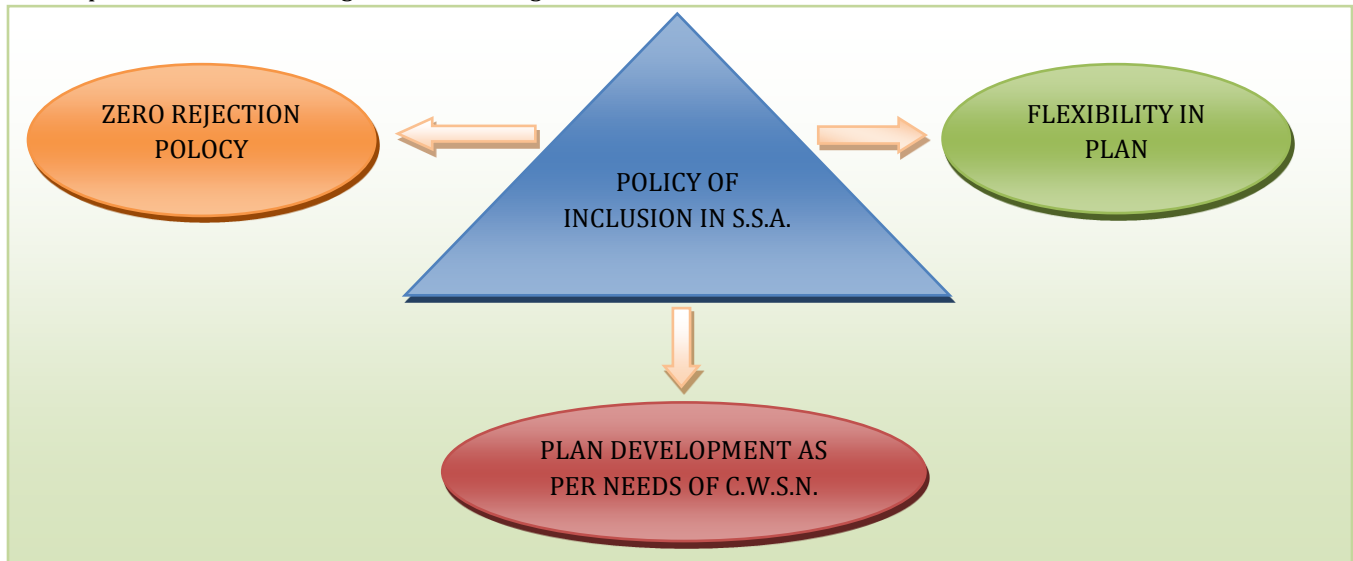 ZERO REJECTION
POLOCY
FLEXIBILITY IN
PLAN
POLICY OF
INCLUSION IN S.S.A.
PLAN DEVELOPMENT AS
PER NEEDS OF C.W.S.N.